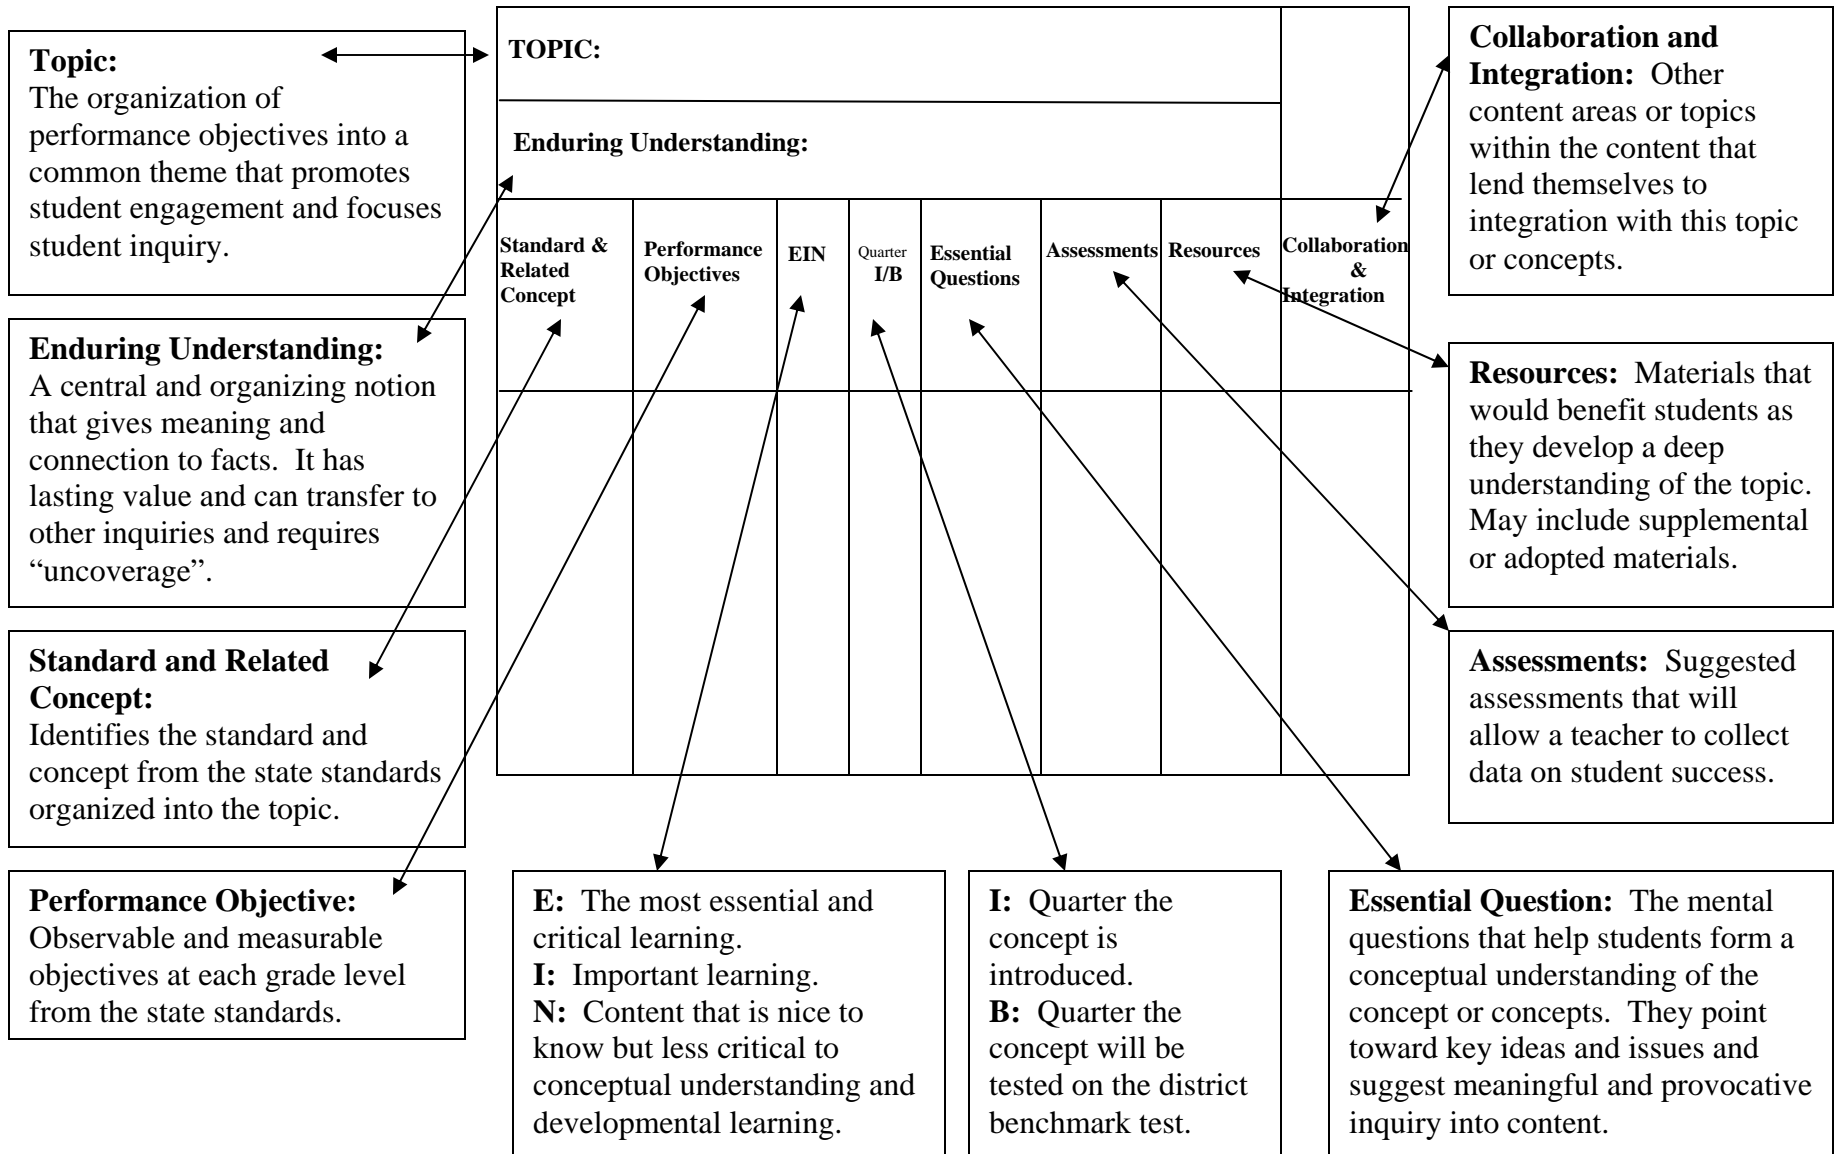 Topic:
The organization of
performance objectives into a
common theme that promotes
student engagement and focuses
student inquiry.
Enduring Understanding:
A central and organizing notion
that gives meaning and
connection to facts.  It has
lasting value and can transfer to
other inquiries and requires
“uncoverage”.
Standard and Related
Concept:
Identifies the standard and
concept from the state standards
organized into the topic.
Performance Objective:
Observable and measurable
objectives at each grade level
from the state standards.
TOPIC:
Enduring Understanding:
Standard &
Related
Concept
Performance
Objectives
EIN
Quarter
I/B
Essential
Questions
Assessments
Resources
Collaboration
&
Integration
E:  The most essential and
critical learning.
I:  Important learning.
N:  Content that is nice to
know but less critical to
conceptual understanding and
developmental learning.
I:  Quarter the
concept is
introduced.
B:  Quarter the
concept will be
tested on the district
benchmark test.
Collaboration and
Integration:  Other
content areas or topics
within the content that
lend themselves to
integration with this topic
or concepts.
Resources:  Materials that
would benefit students as
they develop a deep
understanding of the topic.
May include supplemental
or adopted materials.
Assessments:  Suggested
assessments that will
allow a teacher to collect
data on student success.
Essential Question:  The mental
questions that help students form a
conceptual understanding of the
concept or concepts.  They point
toward key ideas and issues and
suggest meaningful and provocative
inquiry into content.